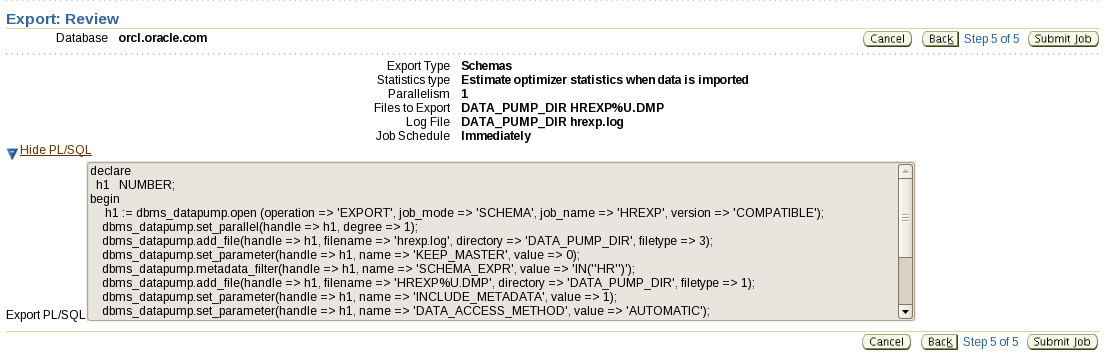 Export: Review
Database orcl.oracle.com
Cancel Back Step 5 of 5 Submit Job
Export Type Schemas
Statistics type Estimate optimizer statistics when data is imported
Parallelism 1
Files to Export DATA_PUMP_DIR HREXP%U.DMP
Log File DATA_PUMP_DIR hrexp.log
Job Schedule Immediately
Hide PL/SQL
declare
h1 NUMBER;
begin
h1 := dbms_datapump.open (operation => 'EXPORT', job_mode => 'SCHEMA', job_name => 'HREXP', version => 'COMPATIBLE');
dbms_datapump.set_parallel(handle => h1, degree => 1);
dbms_datapump.add_file(handle => h1, filename => 'hrexp.log', directory => 'DATA_PUMP_DIR', filetype => 3);
dbms_datapump.set_parameter(handle => h1, name => 'KEEP_MASTER', value => 0);
dbms_datapump.metadata_filter(handle => h1, name => 'SCHEMA_EXPR', value => 'IN(''HR'')');
dbms_datapump.add_file(handle => h1, filename => 'HREXP%U.DMP', directory => 'DATA_PUMP_DIR', filetype => 1);
dbms_datapump.set_parameter(handle => h1, name => 'INCLUDE_METADATA', value => 1);
dbms_datapump.set_parameter(handle => h1, name => 'DATA_ACCESS_METHOD', value => 'AUTOMATIC');
Export PL/SQL
Cancel Back Step 5 of 5 Submit Job